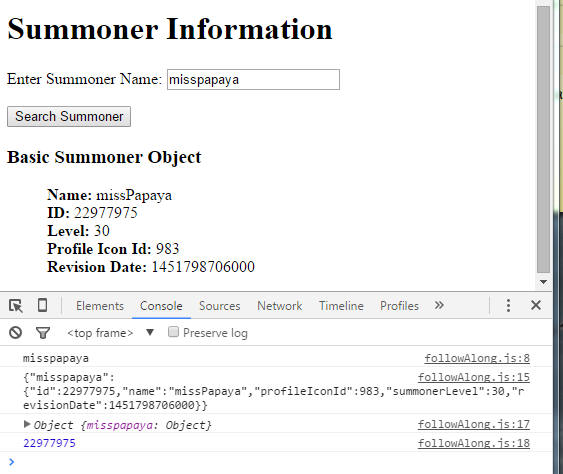 Summoner Information
Enter Summoner Name: misspapaya
Search Summoner
Basic Summoner Object
Name: missPapaya
ID: 22977975
Level: 30
Profile Icon Id: 983
Revision Date: 1451798706000
Elements Console Sources Network Timeline Profiles »
<top frame> ▼ Preserve log
misspapaya followAlong.js:8
{"misspapaya": followAlong.js:15
{"id":22977975,"name":"missPapaya","profileIconId":983,"summonerLevel":30,"r
evisionDate":1451798706000}}
Object {misspapaya: Object} followAlong.js:17
22977975 followAlong.js:18
>